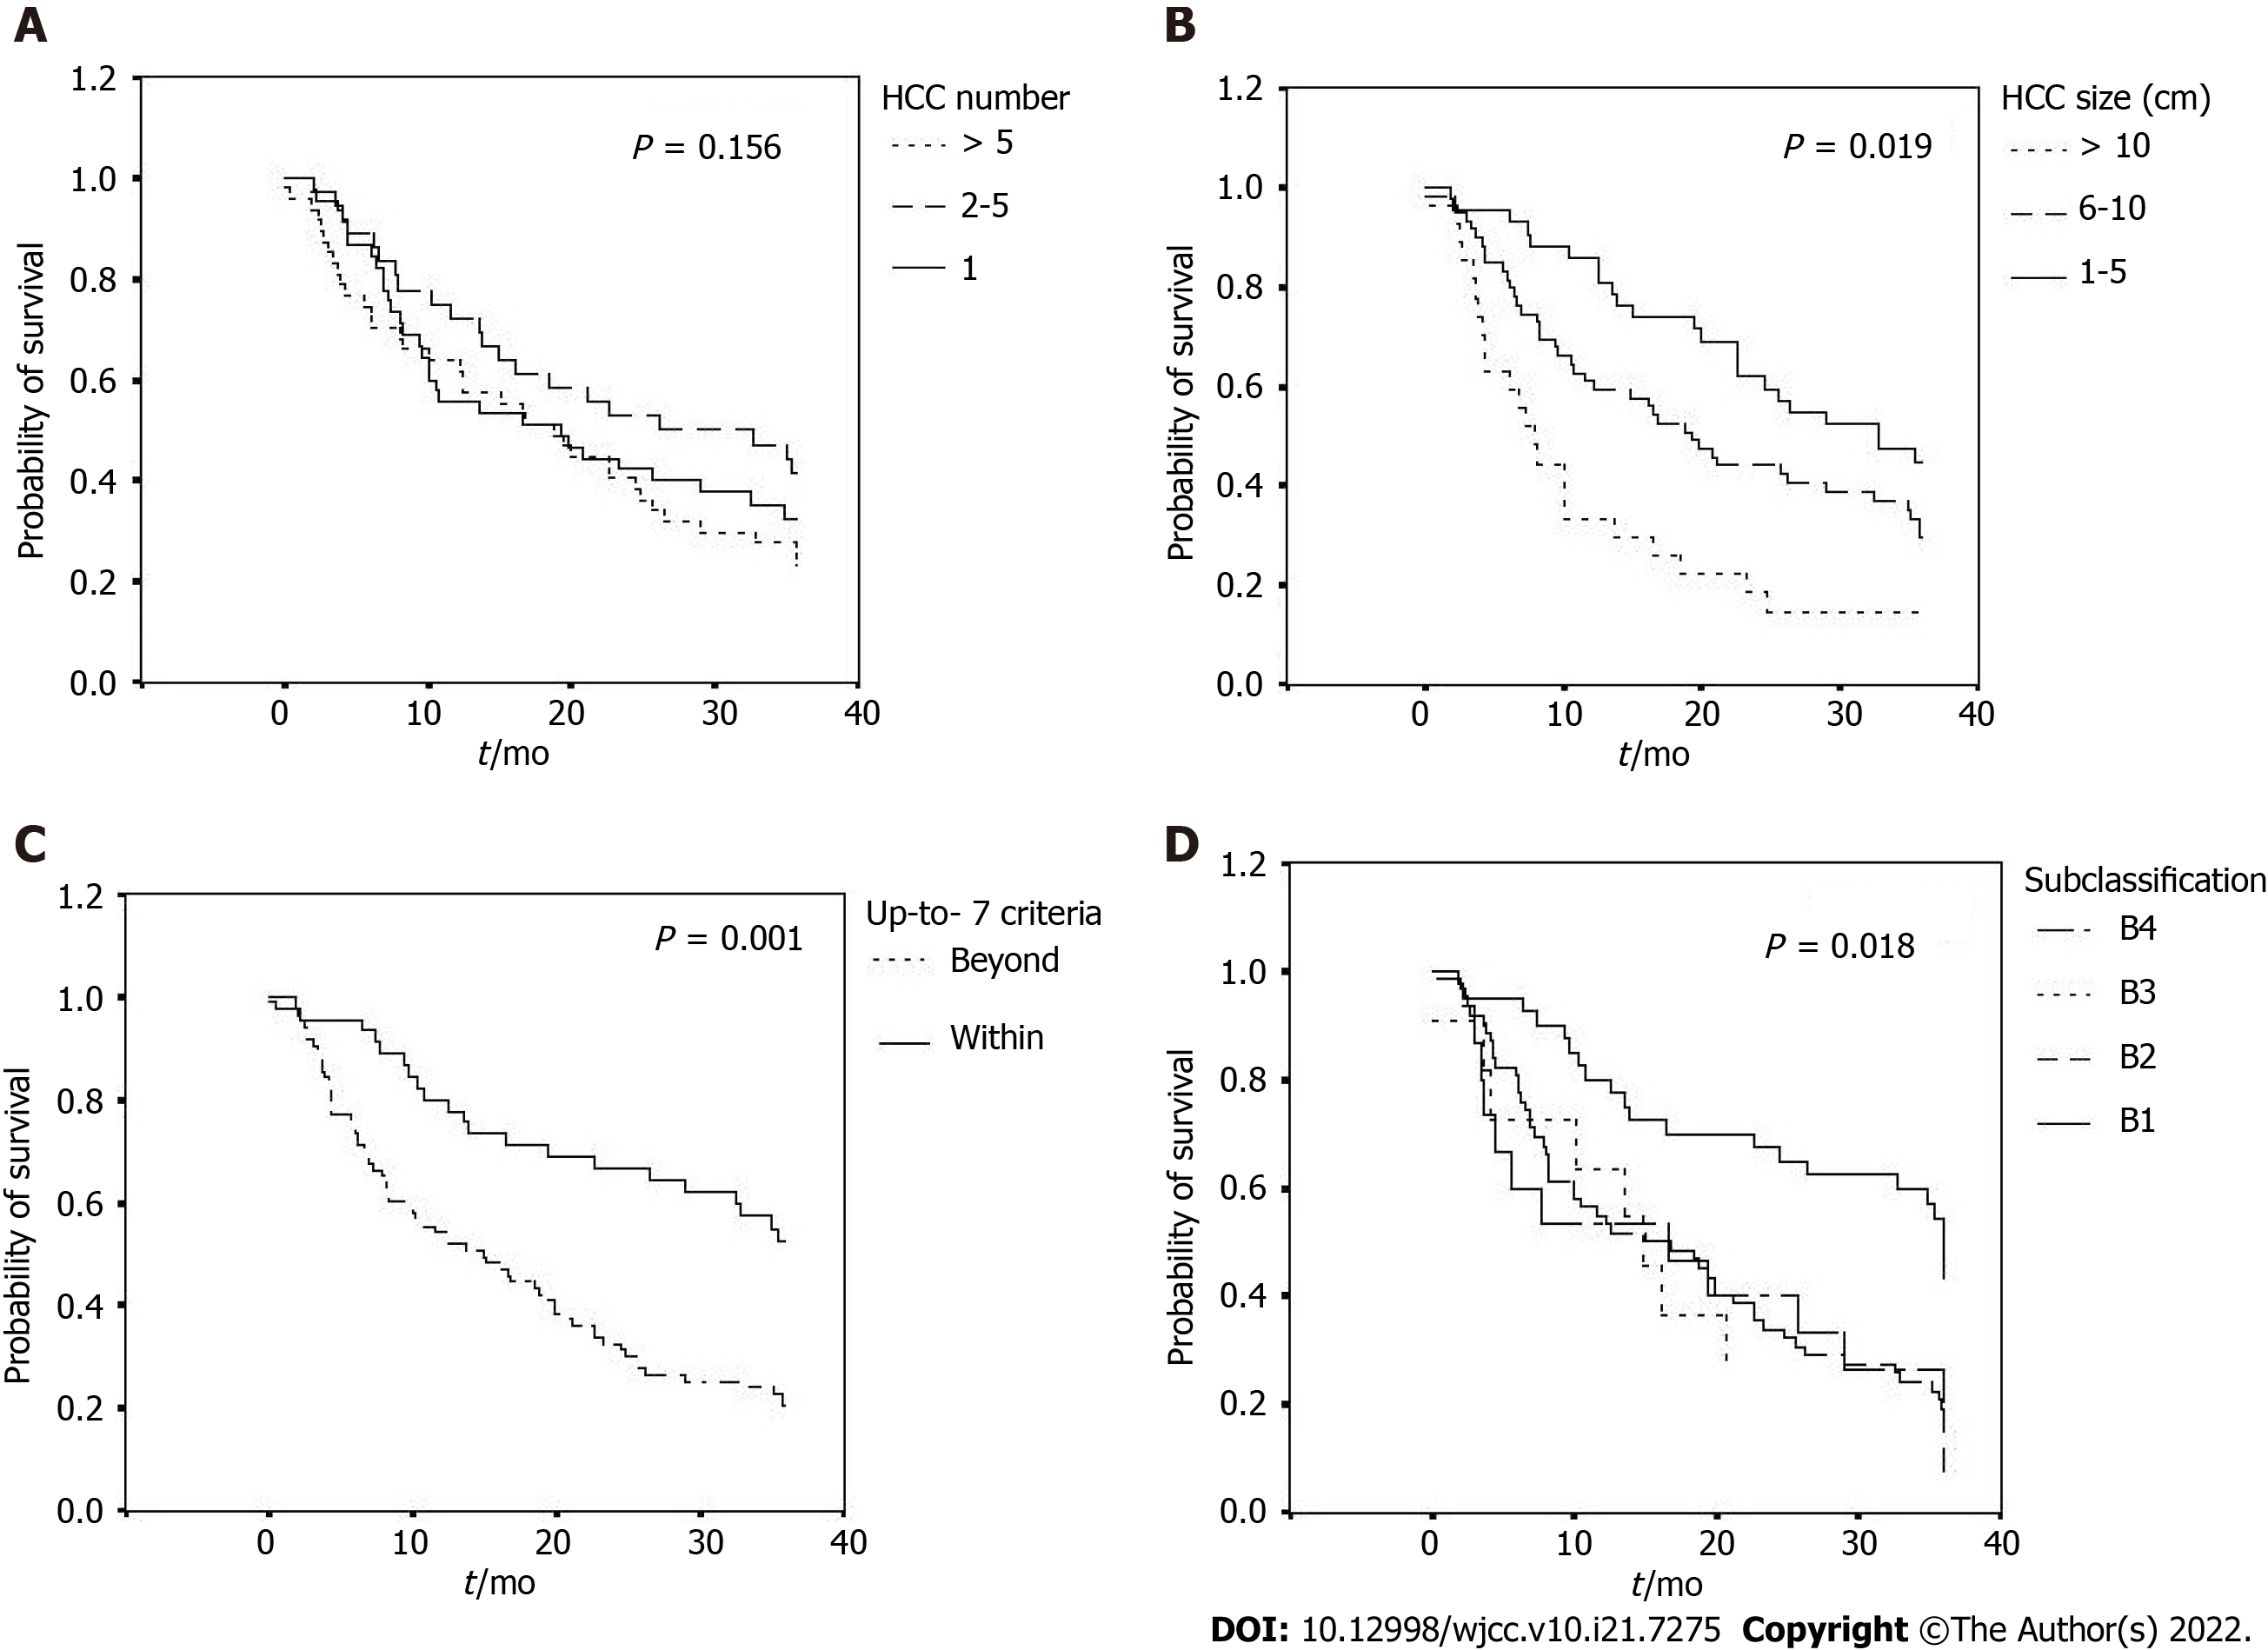 A
1.2
1.0
0.8
0.6
0.4
0.2
0.0
Probability of survival
0 10 20 30 40
t/mo
P = 0.156
HCC number
> 5
2-5
1
B
1.2
1.0
0.8
0.6
0.4
0.2
0.0
Probability of survival
0 10 20 30 40
t/mo
P = 0.019
HCC size (cm)
> 10
6-10
1-5
C
1.2
1.0
0.8
0.6
0.4
0.2
0.0
Probability of survival
0 10 20 30 40
t/mo
P = 0.001
Up-to- 7 criteria
Beyond
Within
D
1.2
1.0
0.8
0.6
0.4
0.2
0.0
Probability of survival
0 10 20 30 40
t/mo
P = 0.018
Subclassification
B4
B3
B2
B1
DOI: 10.12998/wjcc.v10.i21.7275 Copyright ©The Author(s) 2022.